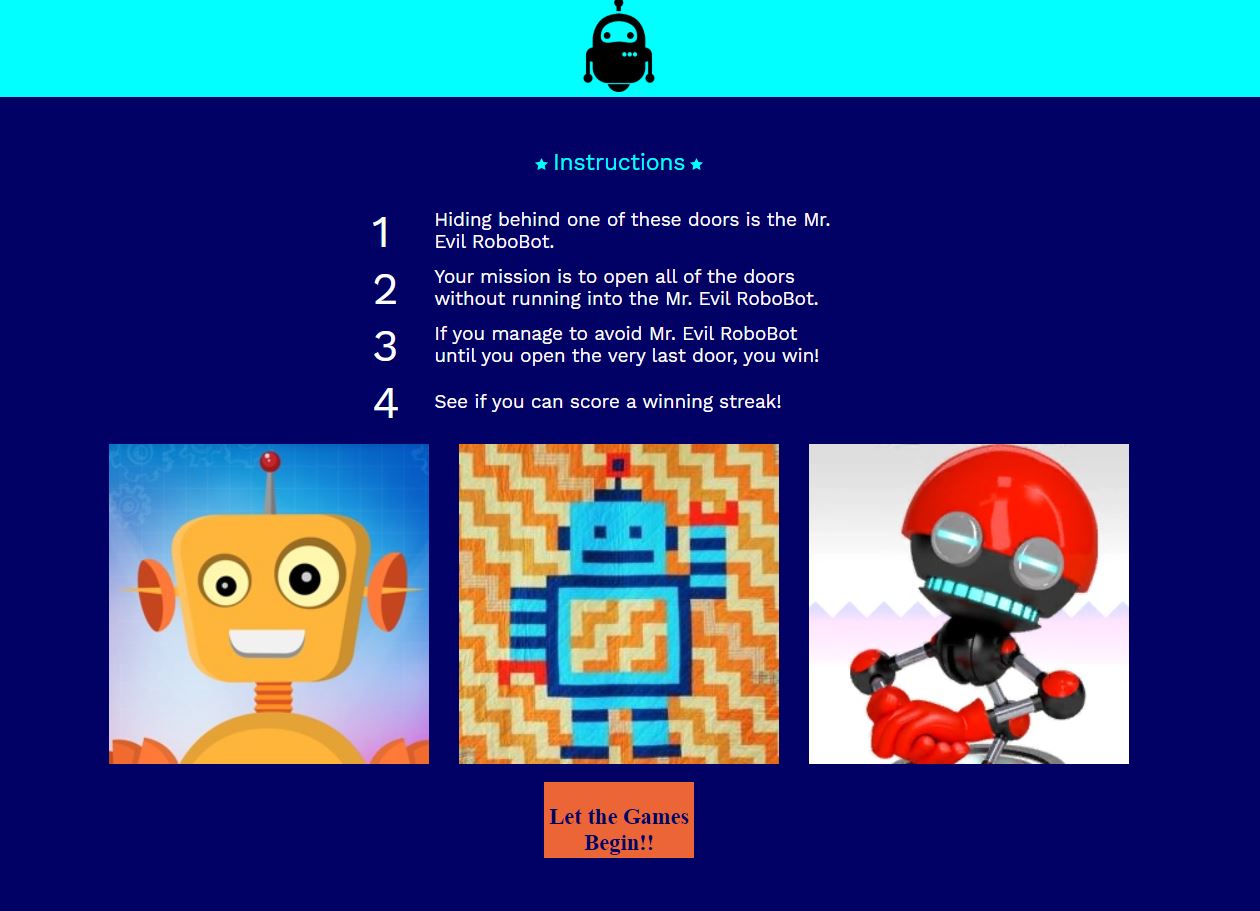 Instructions
1
Hiding behind one of these doors is the Mr.
Evil RoboBot.
2
Your mission is to open all of the doors
without running into the Mr. Evil RoboBot.
3
If you manage to avoid Mr. Evil RoboBot
until you open the very last door, you win!
4
See if you can score a winning streak!
Let the Games
Begin!!